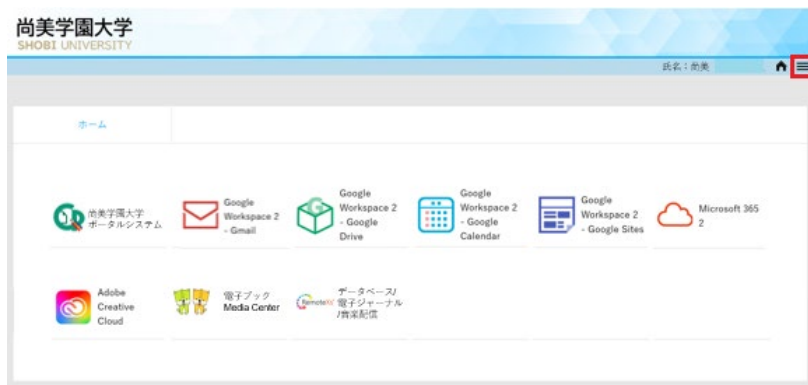 尚美学園大学
SHOBI UNIVERSITY
氏名：尚美
ホーム
尚美学園大学
ポータルシステム
Google
Workspace 2
- Gmail
Google
Workspace 2
- Google
Drive
Google
Workspace 2
- Google
Calendar
Google
Workspace 2
- Google Sites
Microsoft 365
2
Adobe
Creative
Cloud
電子ブック
Media Center
RemoteXs
データベース/
電子ジャーナル
/音楽配信